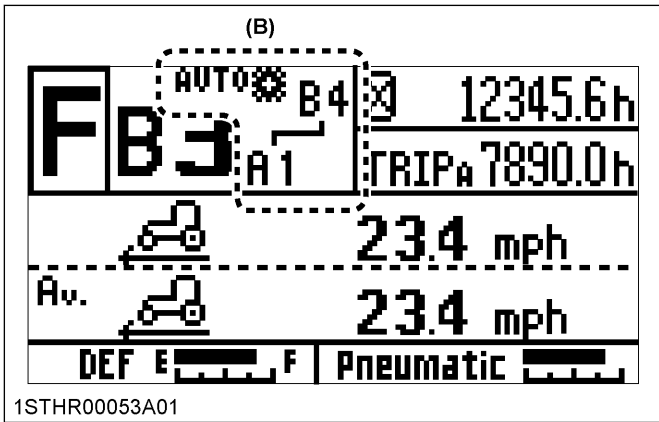 (B)
AUTO
F B3 A1 B4 12345.6h
TRIPA 7890.0h
23.4 mph
Av. 23.4 mph
DEF E F Pneumatic
1STHR00053A01